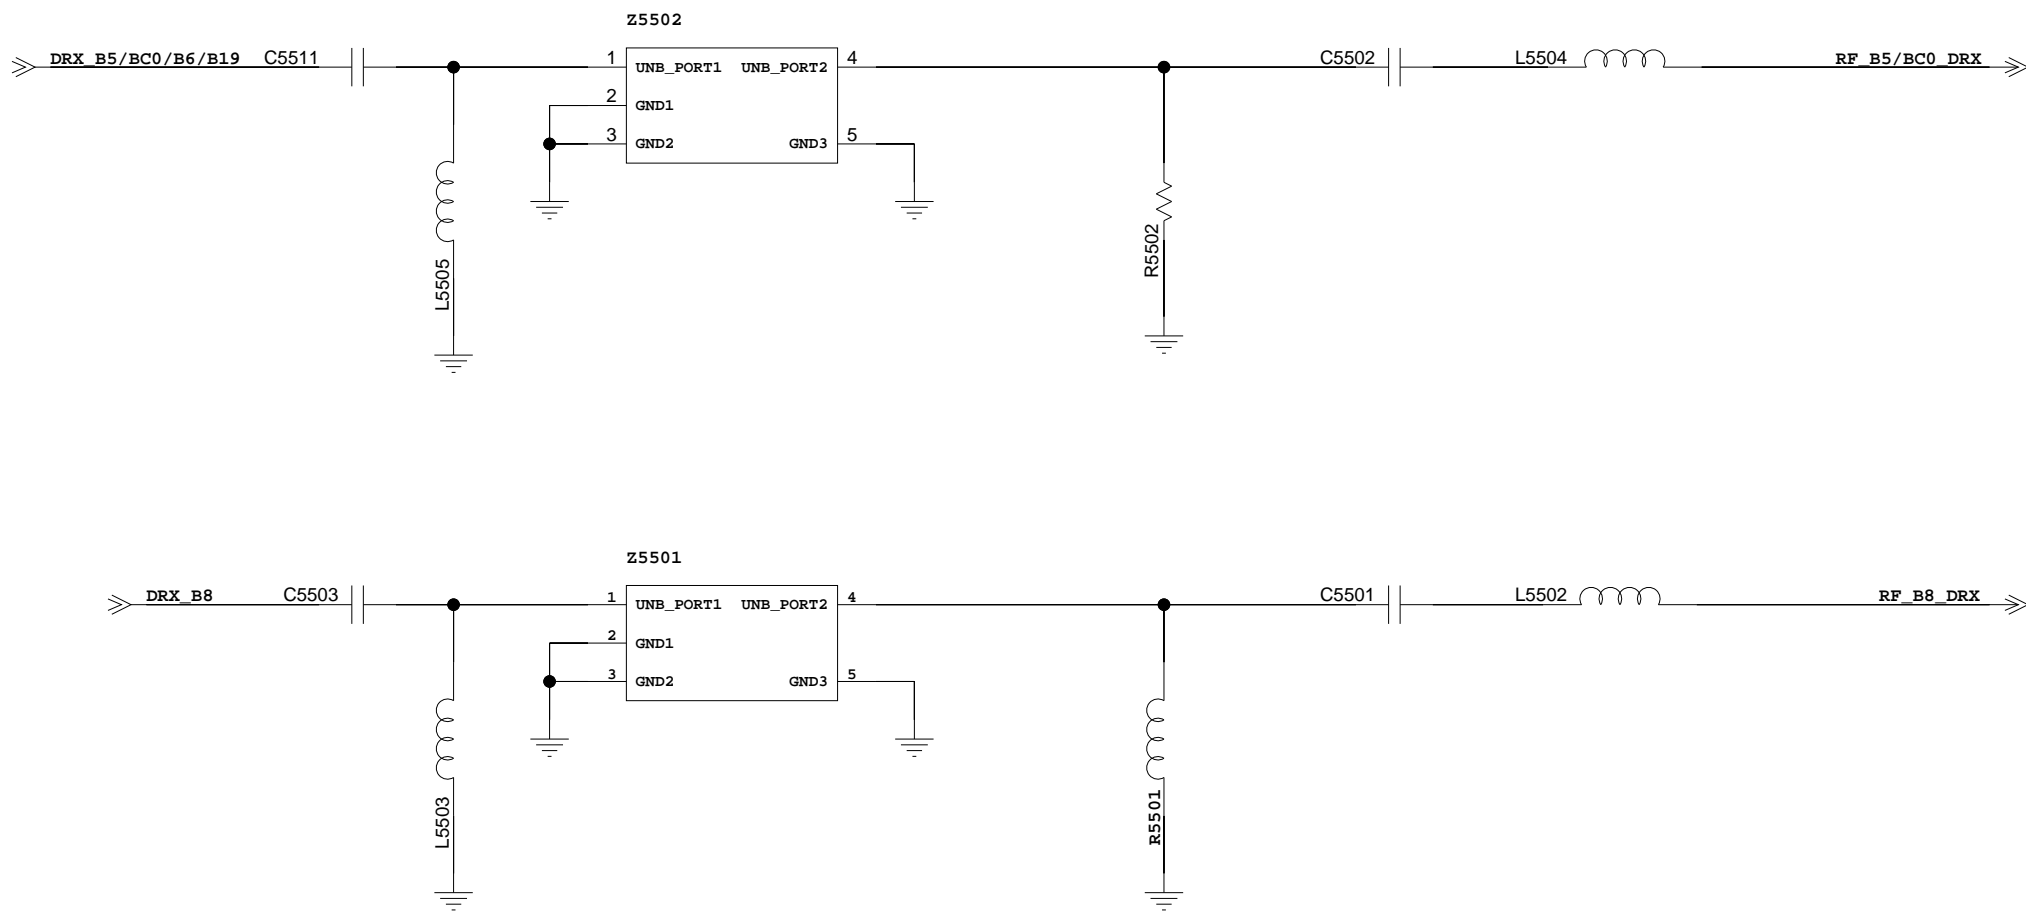 Z5502
DRX_B5/BC0/B6/B19 C5511 1 UNB_PORT1 UNB_PORT2 4 C5502 L5504 RF_B5/BC0_DRX
2 GND1
3 GND2 GND3 5
L5505
R5502
Z5501
DRX_B8 C5503 1 UNB_PORT1 UNB_PORT2 4 C5501 L5502 RF_B8_DRX
2 GND1
3 GND2 GND3 5
L5503
R5501